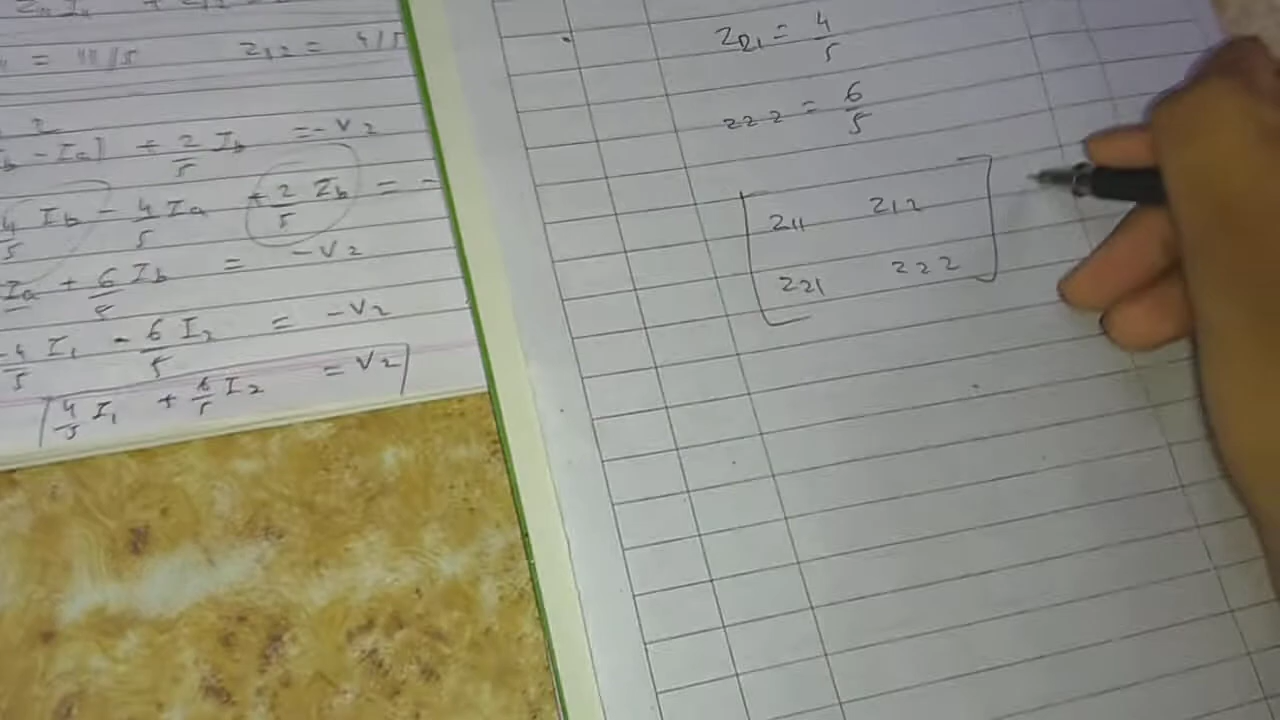 = 11/5 Z12 = 4/5
2
[b - Ia] + 2/5 Ib = -V2
4/5 Ib - 4/5 Ia + 2/5 Ib = -
Ia + 6/5 Ib = -V2
-4/5 I1 - 6/5 I2 = -V2
4/5 I1 + 6/5 I2 = V2
Z21 = 4/5
Z22 = 6/5
Z11 Z12
Z21 Z22